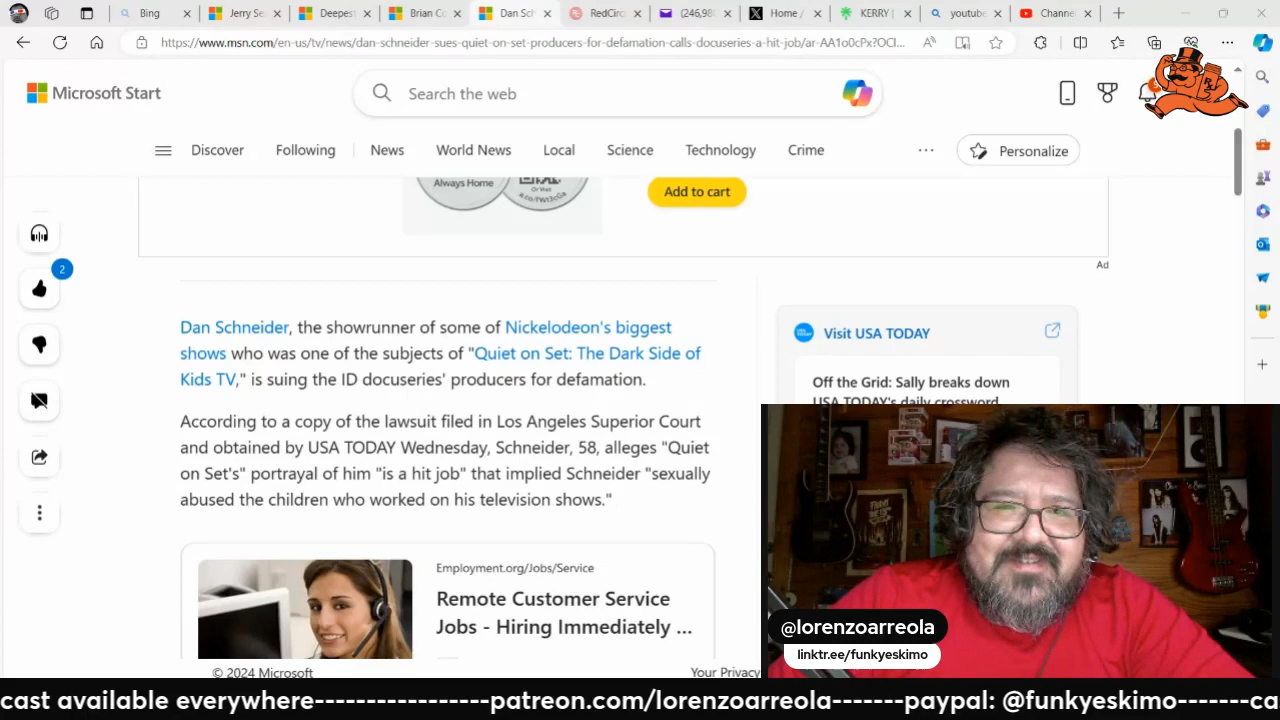 Bing
Jerry Se
Deepest
Brian Co
Dan Sch
RedCirc
(246,98
Home /
KERRY (
youtube
Channe
https://www.msn.com/en-us/tv/news/dan-schneider-sues-quiet-on-set-producers-for-defamation-calls-docuseries-a-hit-job/ar-AA1o0cPx?OCI...
Microsoft Start
Search the web
Discover
Following
News
World News
Local
Science
Technology
Crime
Personalize
Always Home
Or Visit
Add to cart
Ad
2
Dan Schneider, the showrunner of some of Nickelodeon's biggest
shows who was one of the subjects of "Quiet on Set: The Dark Side of
Kids TV," is suing the ID docuseries' producers for defamation.
According to a copy of the lawsuit filed in Los Angeles Superior Court
and obtained by USA TODAY Wednesday, Schneider, 58, alleges "Quiet
on Set's" portrayal of him "is a hit job" that implied Schneider "sexually
abused the children who worked on his television shows."
Visit USA TODAY
Off the Grid: Sally breaks down
USA TODAY's daily crossword
Employment.org/Jobs/Service
Remote Customer Service
Jobs - Hiring Immediately ...
© 2024 Microsoft
Your Privacy
@lorenzoarreola
linktr.ee/funkyeskimo
cast available everywhere----------------patreon.com/lorenzoarreola-------paypal: @funkyeskimo-------ca